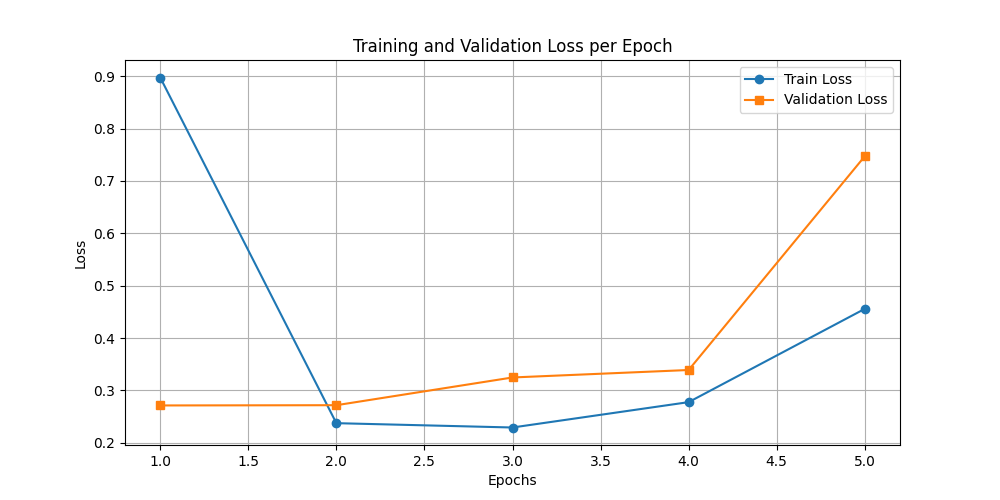 Training and Validation Loss per Epoch
Train Loss
Validation Loss
0.9
0.8
0.7
0.6
0.5
0.4
0.3
0.2
Loss
1.0 1.5 2.0 2.5 3.0 3.5 4.0 4.5 5.0
Epochs